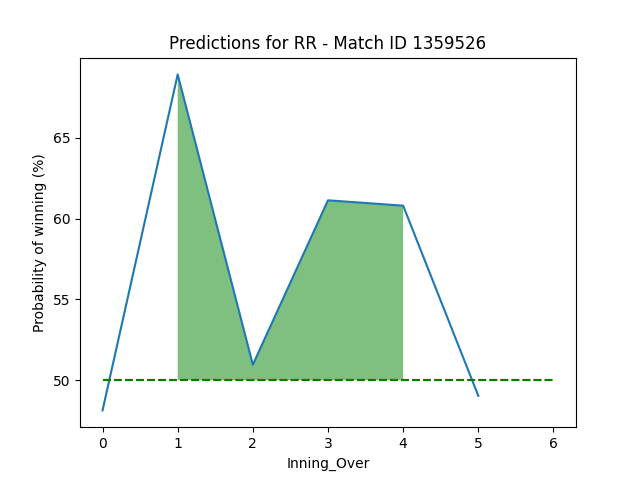 Predictions for RR - Match ID 1359526
Probability of winning (%)
65
60
55
50
0 1 2 3 4 5 6
Inning_Over